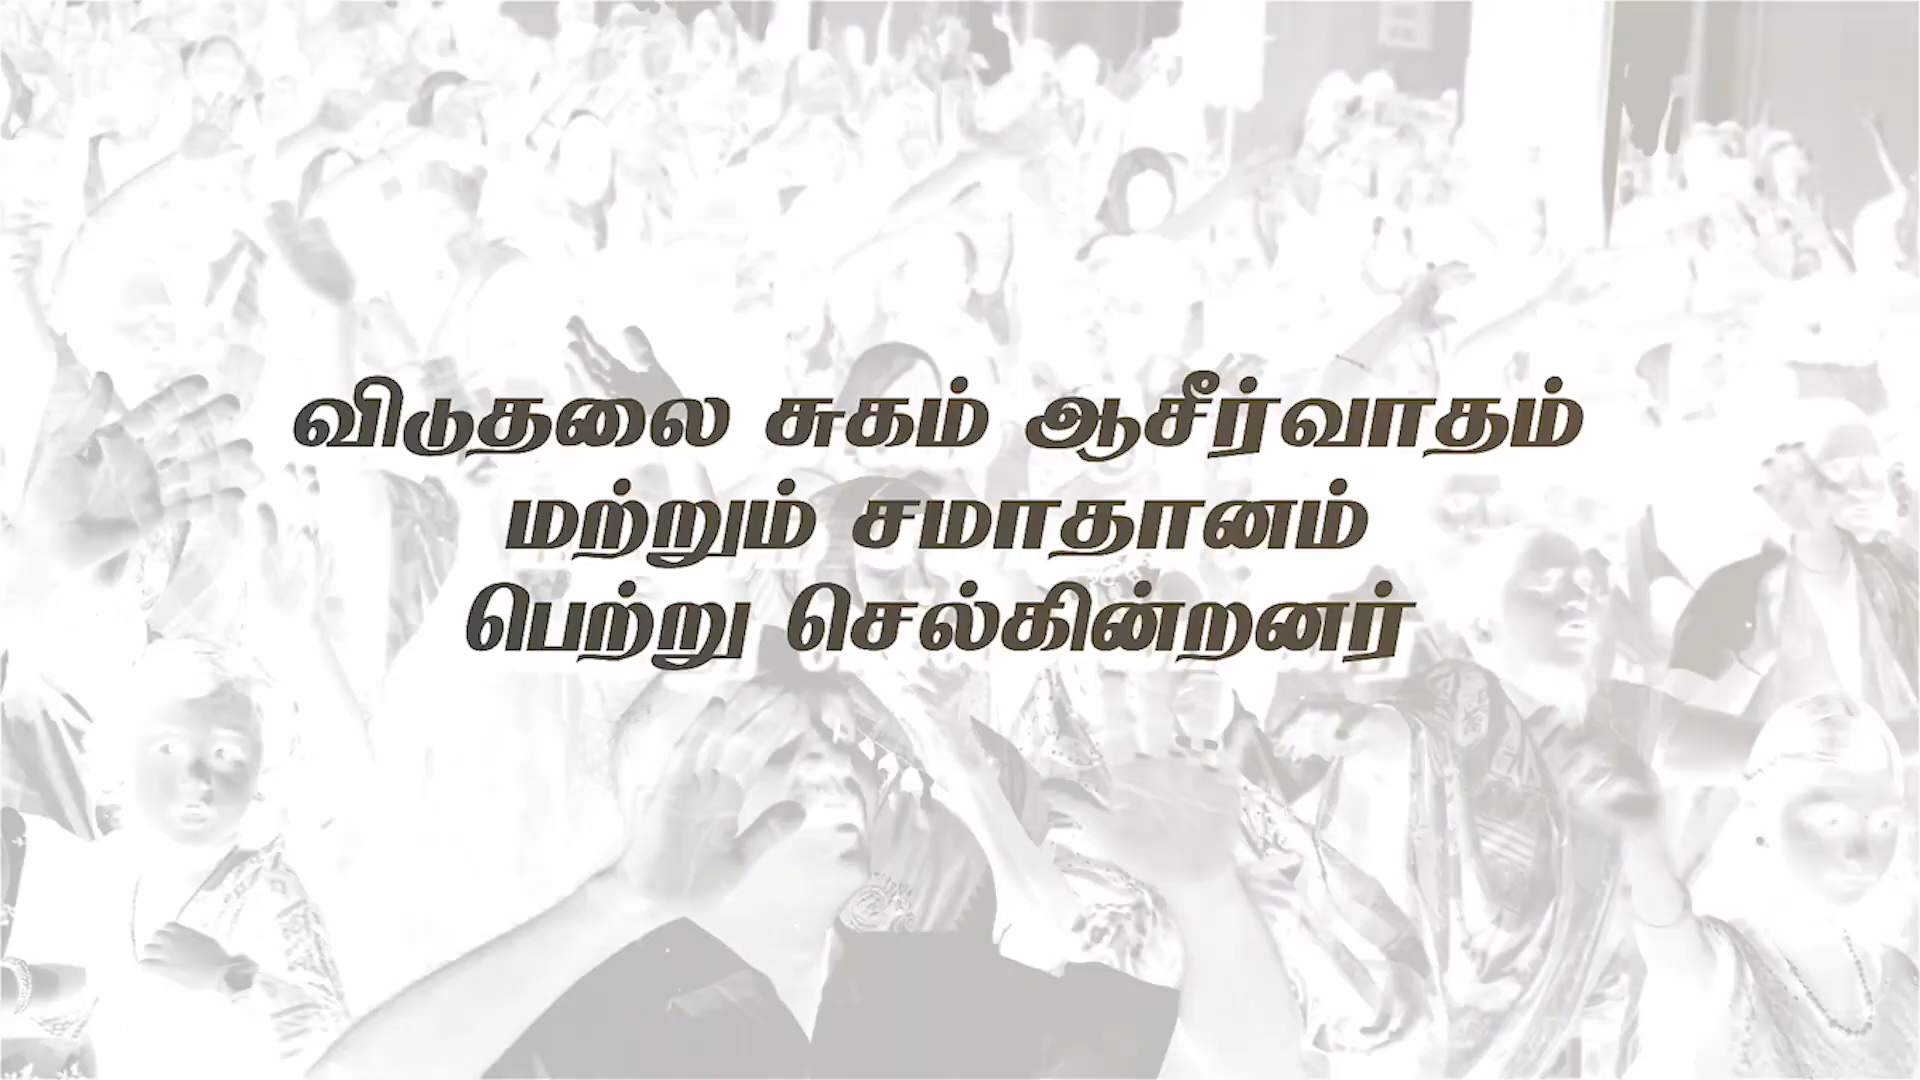 விடுதலை சுகம் ஆசீர்வாதம்
மற்றும் சமாதானம்
பெற்று செல்கின்றனர்